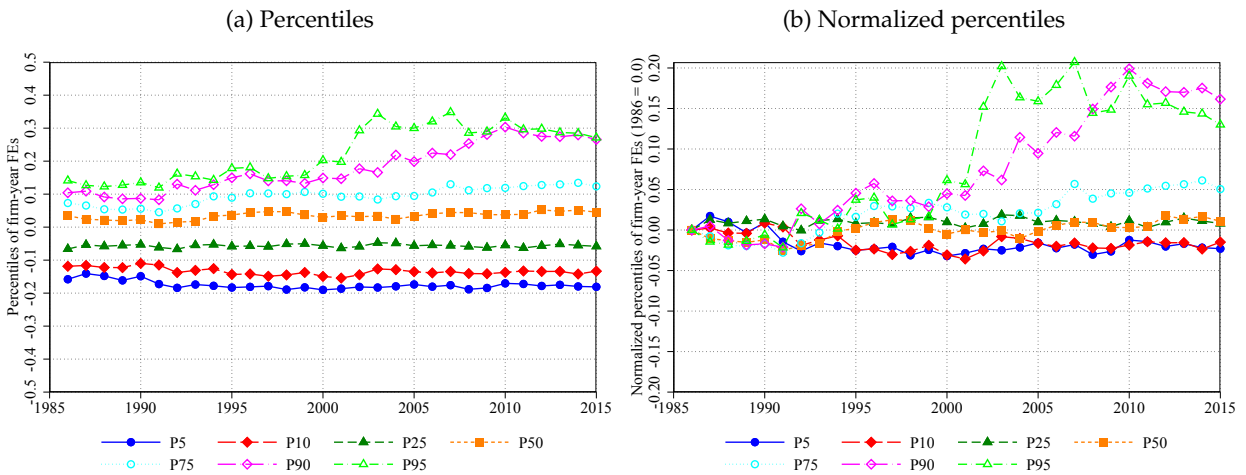 (a) Percentiles
(b) Normalized percentiles
Percentiles of firm-year FEs
0.5
0.4
0.3
0.2
0.1
0.0
-0.1
-0.2
-0.3
-0.4
-0.5
1985 1990 1995 2000 2005 2010 2015
P5 P10 P25 P50
P75 P90 P95
Normalized percentiles of firm-year FEs (1986 = 0.0)
0.20
0.15
0.10
0.05
0.00
-0.05
-0.10
-0.15
-0.20
1985 1990 1995 2000 2005 2010 2015
P5 P10 P25 P50
P75 P90 P95